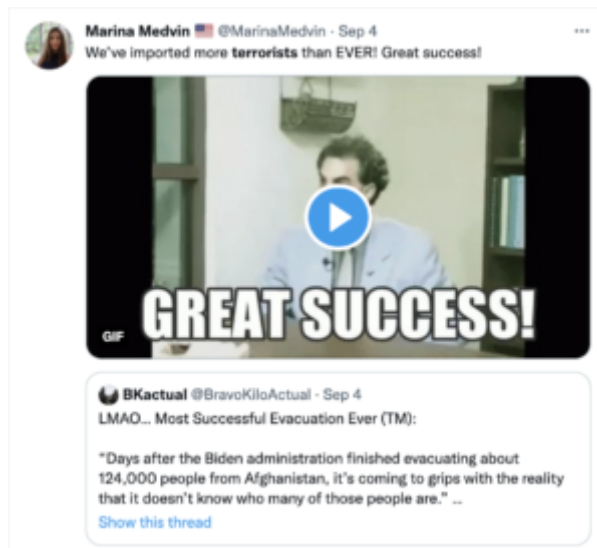 Marina Medvin 🇺🇸 @MarinaMedvin · Sep 4
We've imported more terrorists than EVER! Great success!
GREAT SUCCESS!
GIF
BKactual @BravoKiloActual · Sep 4
LMAO... Most Successful Evacuation Ever (TM):
"Days after the Biden administration finished evacuating about
124,000 people from Afghanistan, it's coming to grips with the reality
that it doesn't know who many of those people are." ...
Show this thread